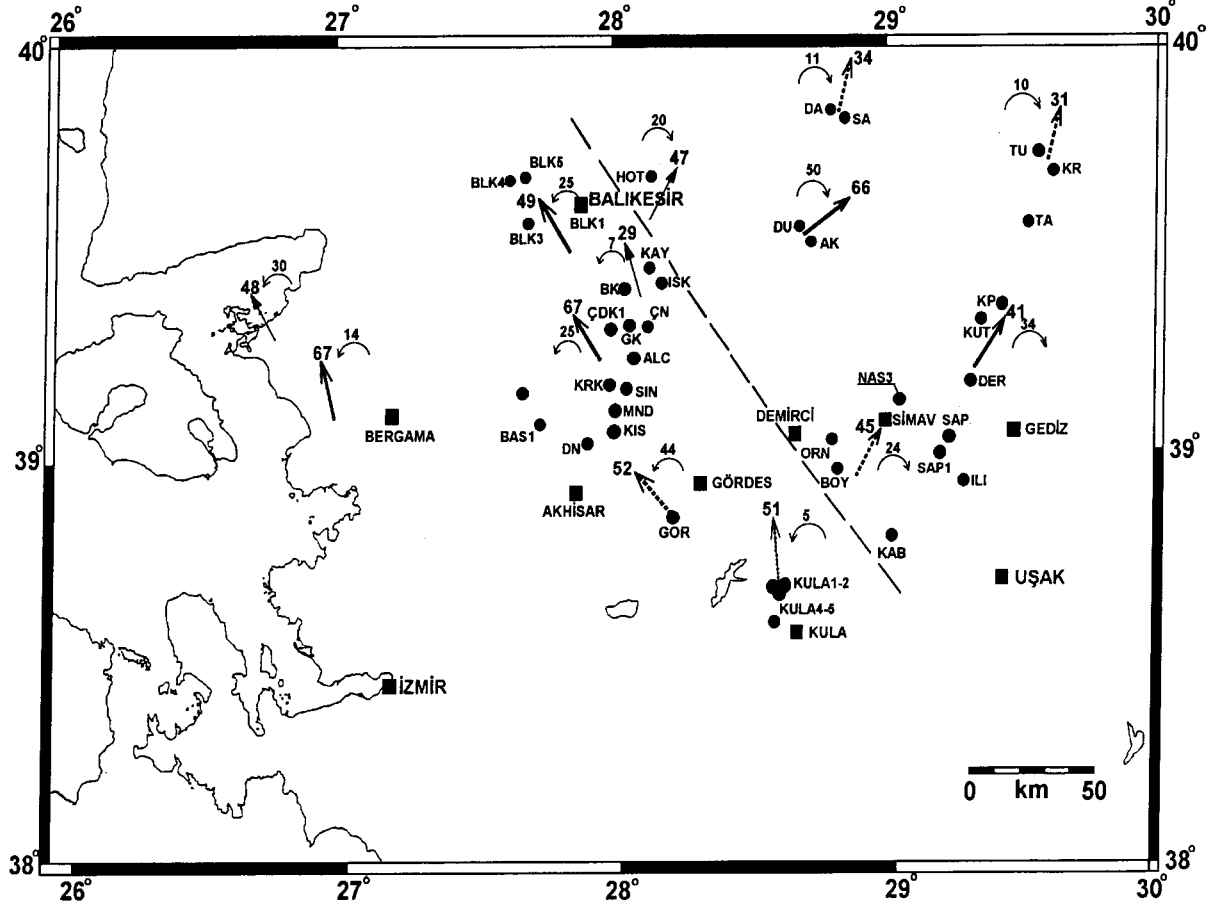 26°
27°
28°
29°
30°
40°
40°
11
34
DA
SA
10
31
TU
KR
20
47
HOT
BLK5
BLK4
25
49
BALIKESİR
BLK1
BLK3
50
66
DU
AK
TA
29
7
KAY
ISK
BK
30
48
67
ÇDK1
ÇN
GK
25
ALC
14
67
KP
41
KUT
34
DER
KRK
SIN
MND
KIS
DN
BAS1
BERGAMA
NAS3
DEMİRCİ
SİMAV
SAP
45
ORN
SAP1
GEDİZ
39°
39°
BOY
24
ILI
52
44
GÖRDES
AKHİSAR
GOR
51
5
KAB
KULA1-2
UŞAK
KULA4-5
KULA
İZMİR
0 km 50
38°
38°
26°
27°
28°
29°
30°